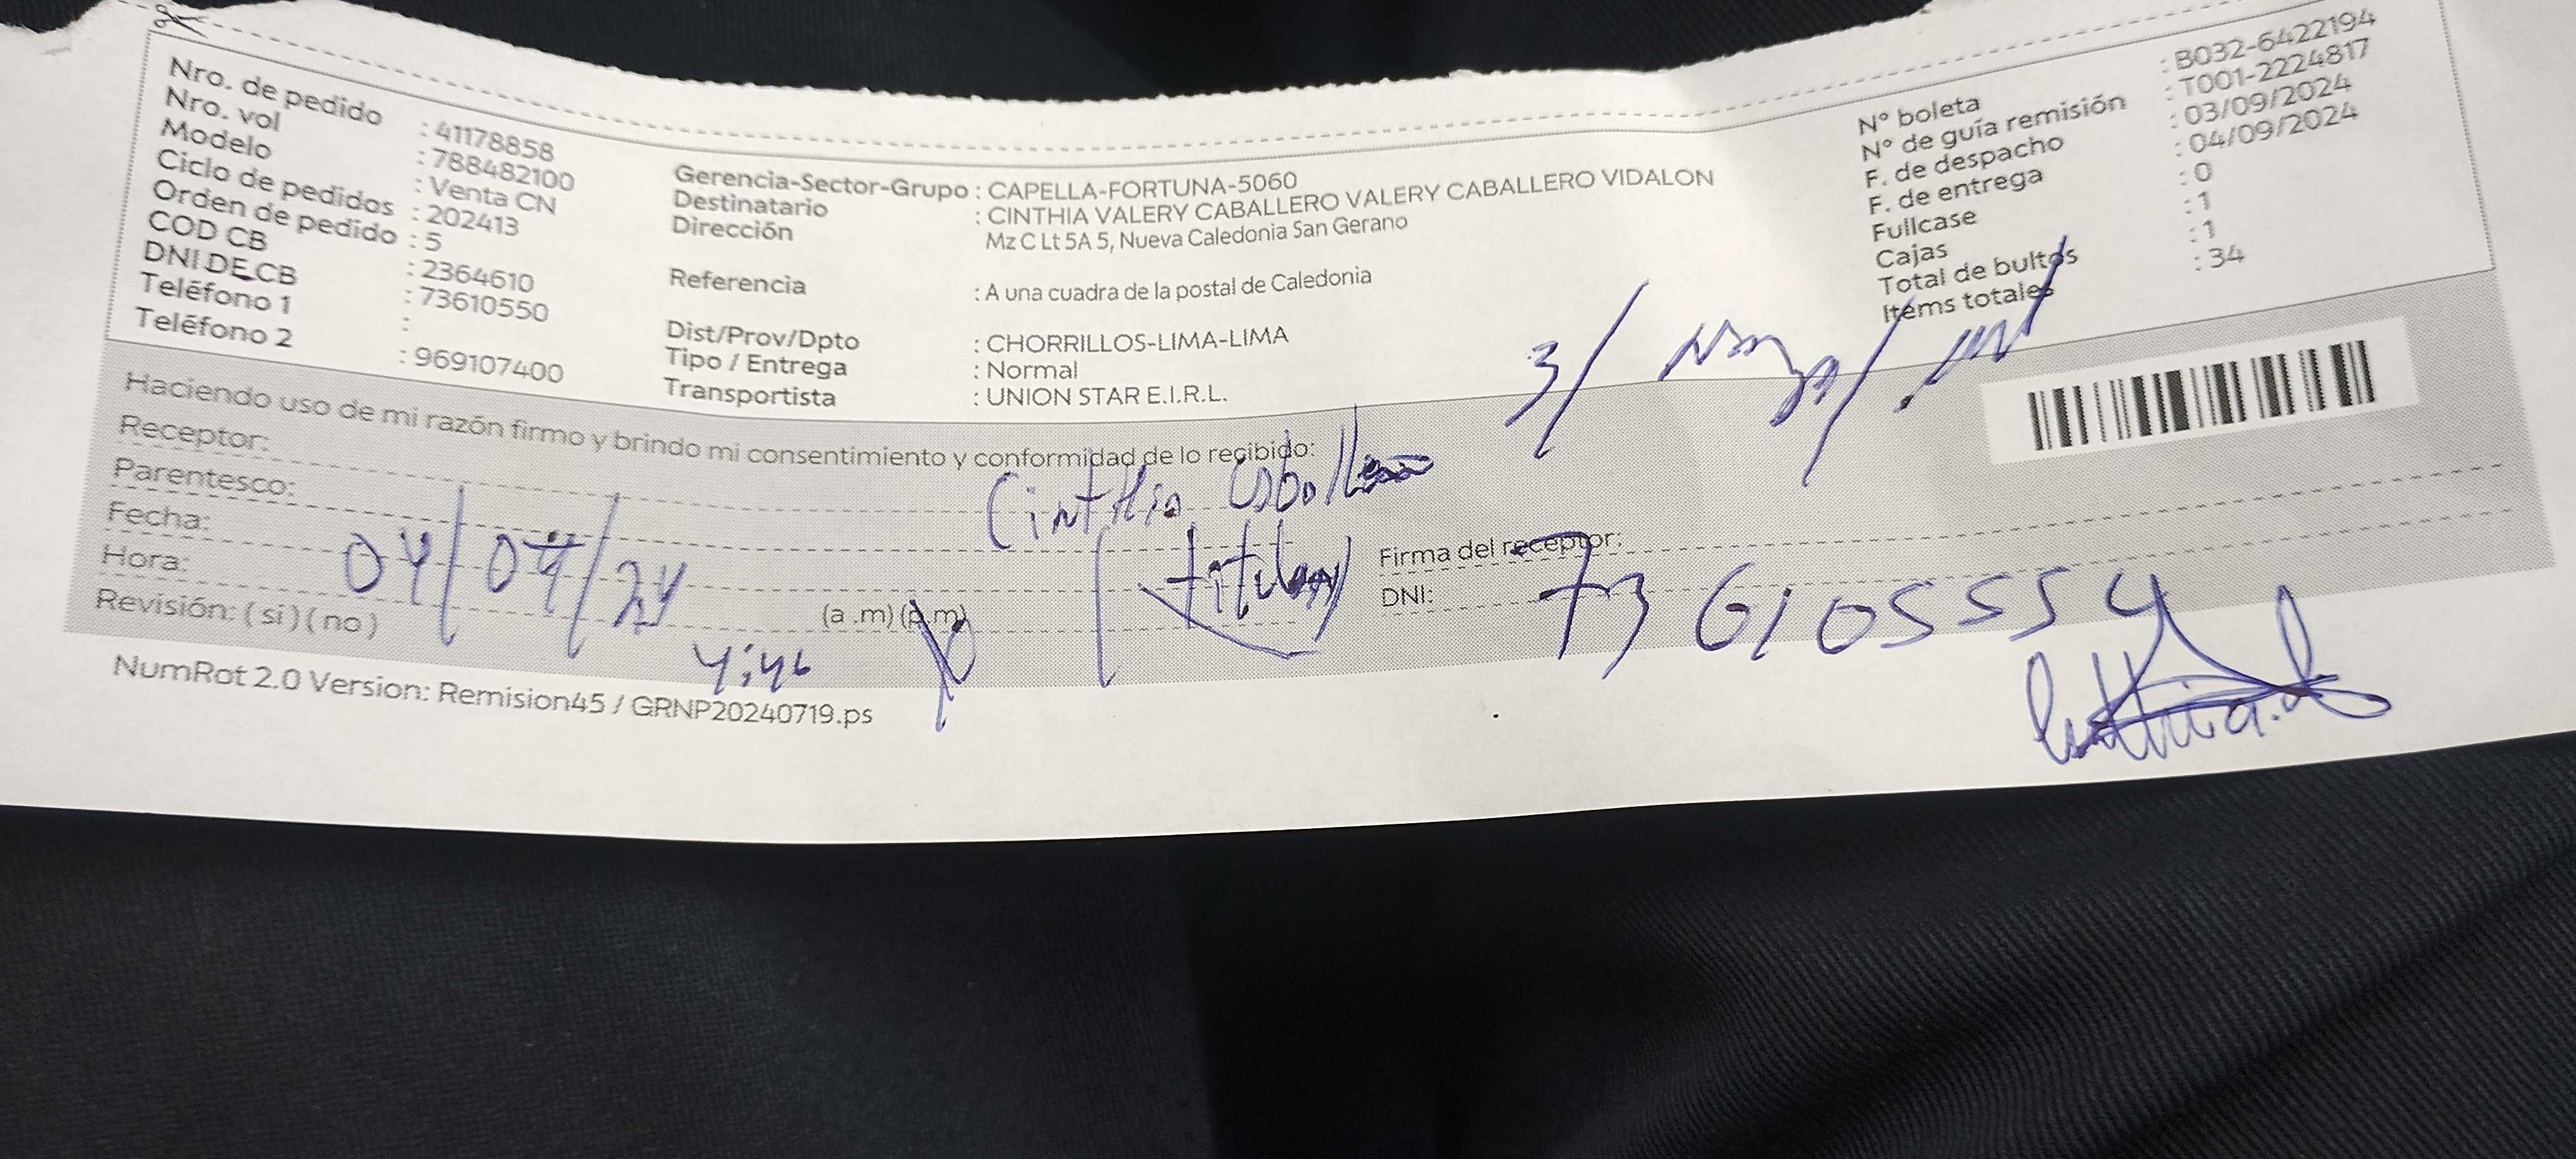 Nro. de pedido : 41178858
Nro. vol : 788482100
Modelo : Venta CN
Ciclo de pedidos : 202413
Orden de pedido : 5
COD CB : 2364610
DNI.DE.CB : 73610550
Teléfono 1 :
Teléfono 2 : 969107400
Gerencia-Sector-Grupo : CAPELLA-FORTUNA-5060
Destinatario : CINTHIA VALERY CABALLERO VALERY CABALLERO VIDALON
Dirección Mz C Lt 5A 5, Nueva Caledonia San Gerano
Referencia : A una cuadra de la postal de Caledonia
Dist/Prov/Dpto : CHORRILLOS-LIMA-LIMA
Tipo / Entrega : Normal
Transportista : UNION STAR E.I.R.L.
N° boleta : B032-6422194
N° de guía remisión : T001-2224817
F. de despacho : 03/09/2024
F. de entrega : 04/09/2024
Fullcase : 0
Cajas : 1
Total de bultos : 1
Items totales : 34
3/
Haciendo uso de mi razón firmo y brindo mi consentimiento y conformidad de lo recibido:
Receptor: Cinthia Caballero
Parentesco: (titular)
Fecha: 04/09/24
Hora: 4:46 (a .m) (p.m)
Revisión: ( si ) ( no )
Firma del receptor:
DNI: 736105554
NumRot 2.0 Version: Remision45 / GRNP20240719.ps